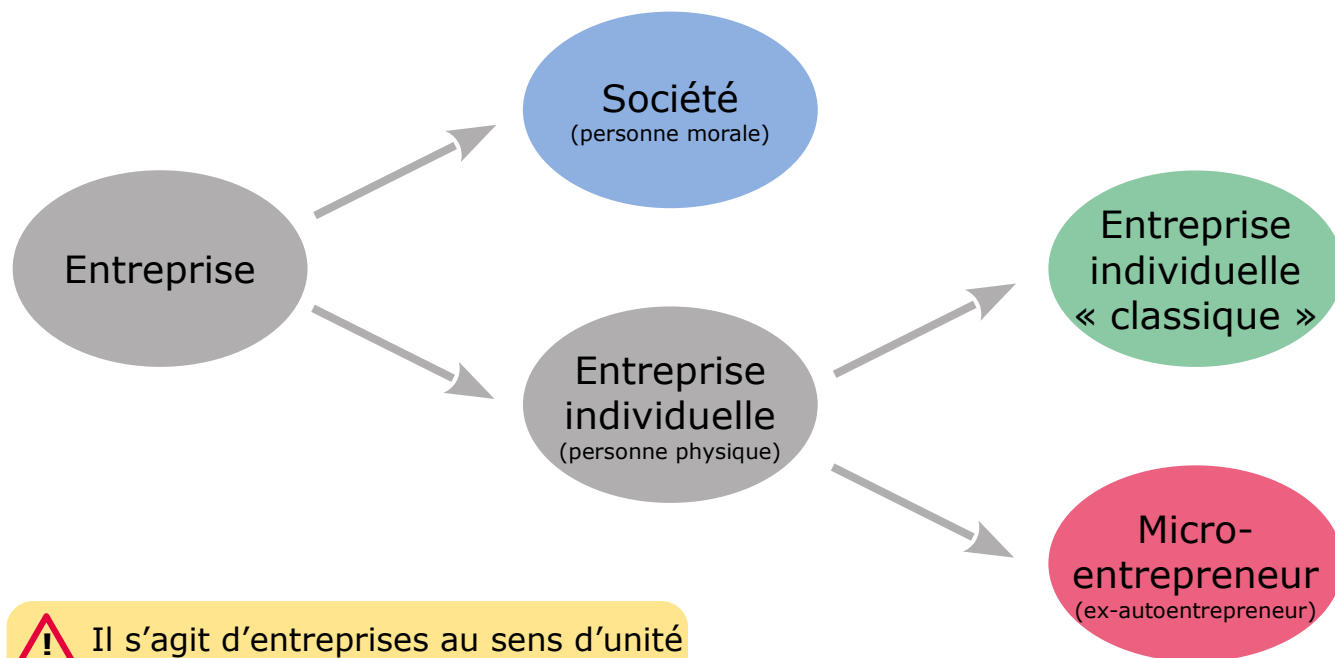 Société
(personne morale)
Entreprise
Entreprise
individuelle
« classique »
Entreprise
individuelle
(personne physique)
Micro-
entrepreneur
(ex-autoentrepreneur)
! Il s’agit d’entreprises au sens d’unité